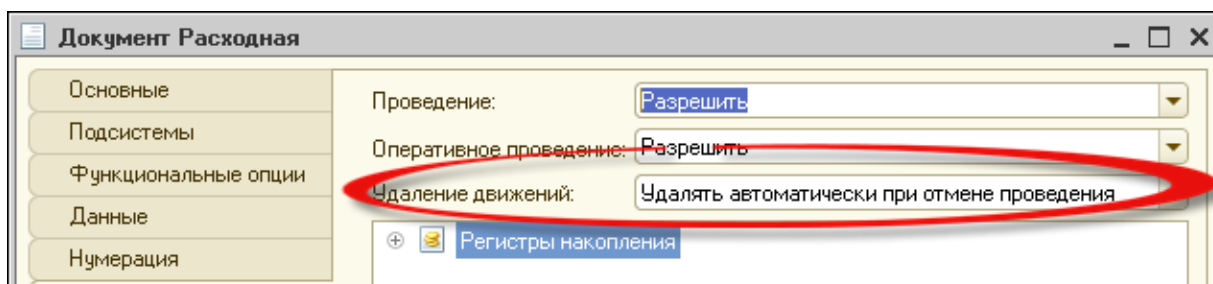 Документ Расходная
Основные
Подсистемы
Функциональные опции
Данные
Нумерация
Проведение: Разрешить
Оперативное проведение: Разрешить
Удаление движений: Удалять автоматически при отмене проведения
Регистры накопления